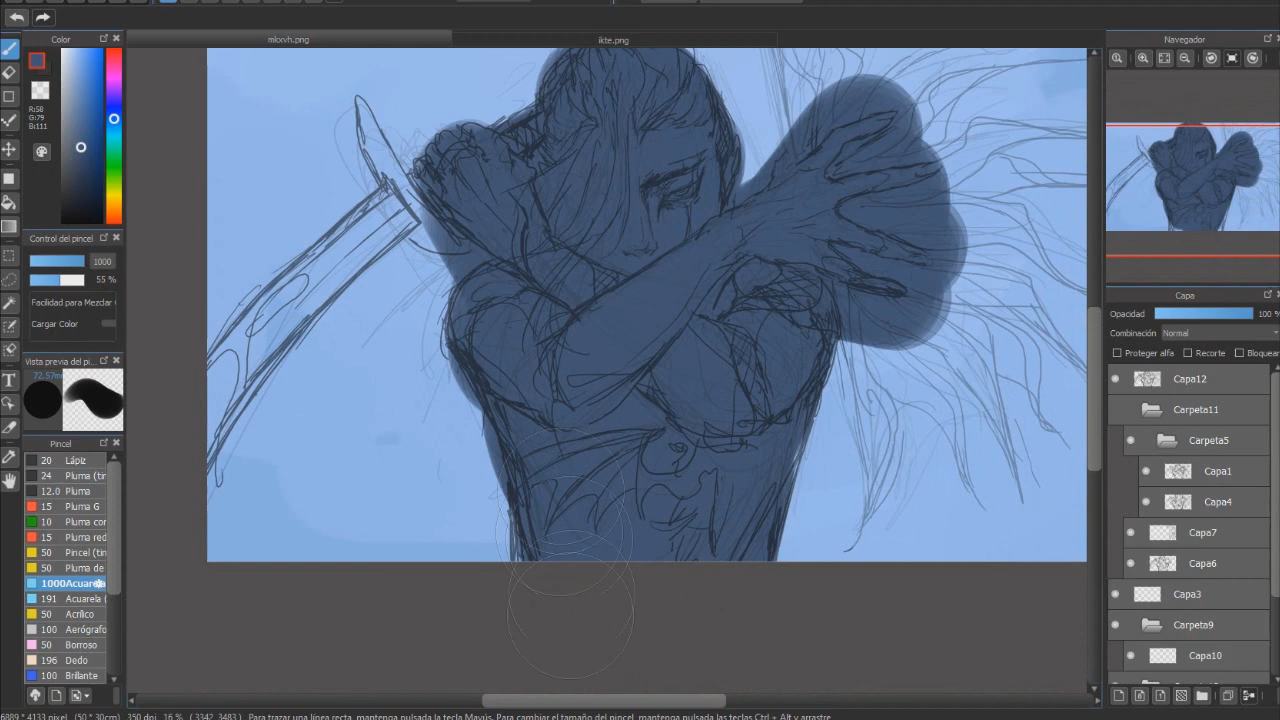 mlxvh.png
ikte.png
Color
Navegador
R:58
G:79
B:111
Control del pincel
1000
55 %
Facilidad para Mezclar
Cargar Color
Vista previa del pi...
72.57m
Pincel
20 Lápiz
24 Pluma (tin
12.0 Pluma
15 Pluma G
10 Pluma con
15 Pluma red
50 Pincel (tin
50 Pluma de
1000 Acuarela
191 Acuarela (
50 Acrílico
100 Aerógrafo
50 Borroso
196 Dedo
100 Brillante
Capa
Opacidad 100 %
Combinación Normal
Proteger alfa Recorte Bloquear
Capa12
Carpeta11
Carpeta5
Capa1
Capa4
Capa7
Capa6
Capa3
Carpeta9
Capa10
6889 * 4133 pixel (50 * 30cm) 350 dpi 16 % ( 3342, 3483 ) Para trazar una línea recta, mantenga pulsada la tecla Mayús. Para cambiar el tamaño del pincel, mantenga pulsadas las teclas Ctrl + Alt y arrastre